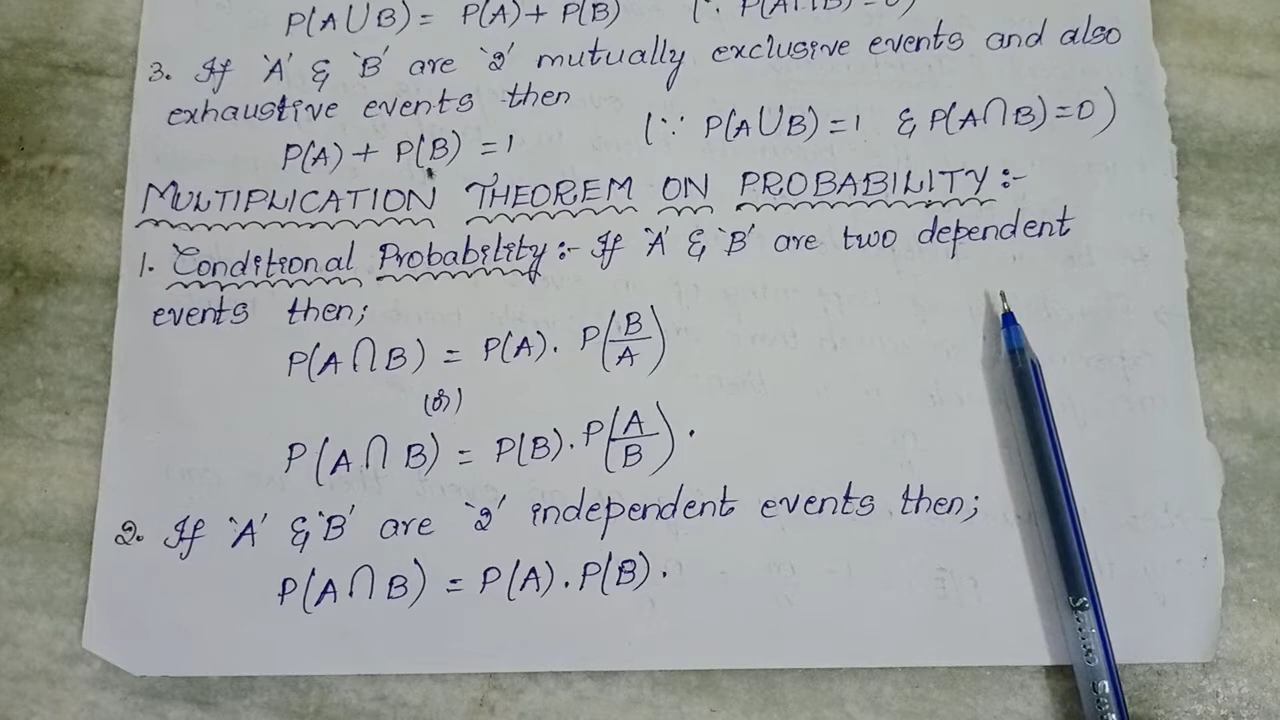 P(A∪B) = P(A) + P(B) (∵ P(A∩B)=0)
3. If 'A' & 'B' are '2' mutually exclusive events and also
exhaustive events then
P(A) + P(B) = 1 (∵ P(A∪B)=1 & P(A∩B)=0)
MULTIPLICATION THEOREM ON PROBABILITY:-
1. Conditional Probability:- If 'A' & 'B' are two dependent
events then;
P(A∩B) = P(A). P(B/A)
(or)
P(A∩B) = P(B). P(A/B).
2. If 'A' & 'B' are '2' independent events then;
P(A∩B) = P(A). P(B).